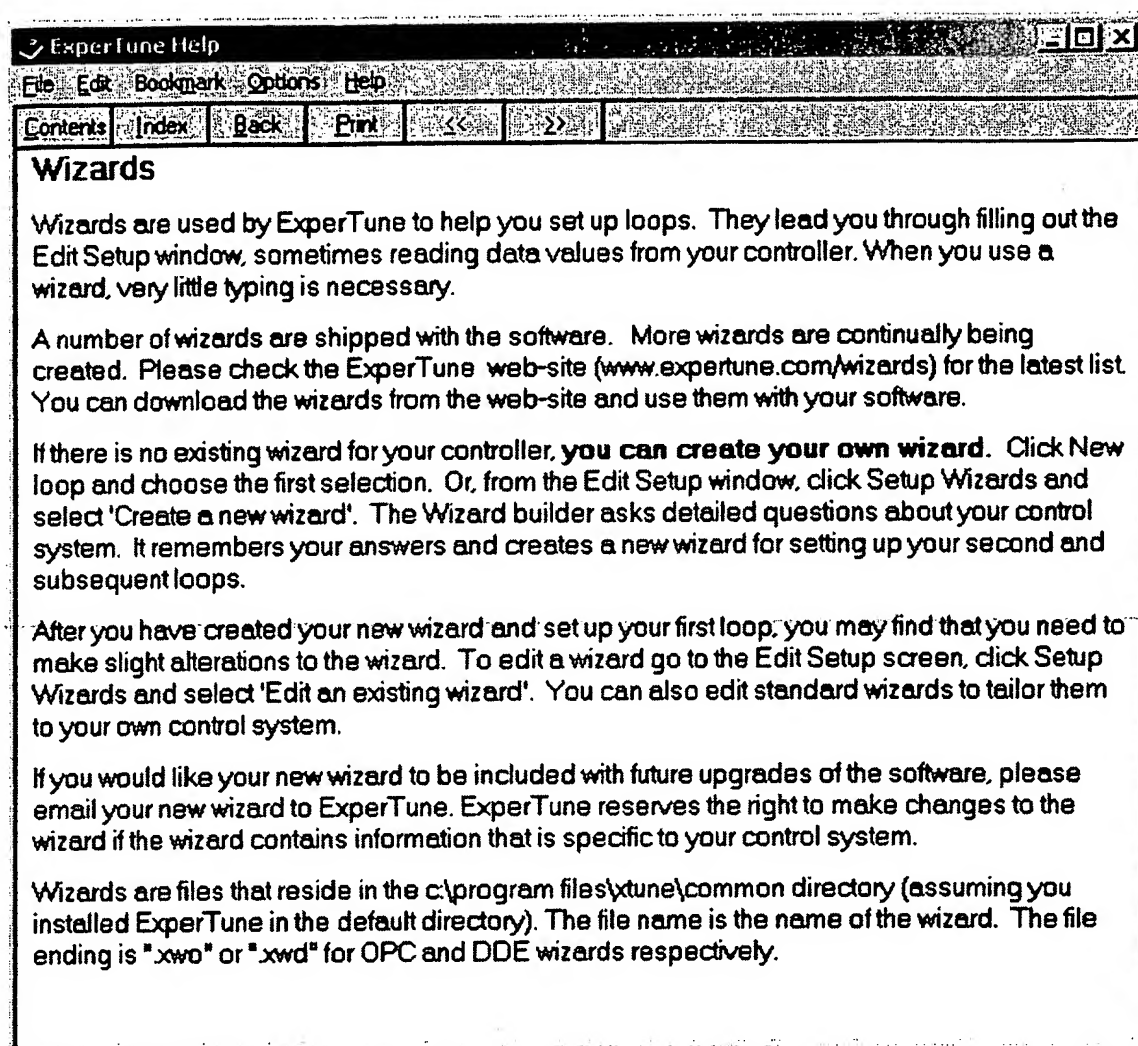 ExperTune Help
File Edit Bookmark Options Help
Contents Index Back Print << >>
Wizards
Wizards are used by ExperTune to help you set up loops. They lead you through filling out the
Edit Setup window, sometimes reading data values from your controller. When you use a
wizard, very little typing is necessary.
A number of wizards are shipped with the software. More wizards are continually being
created. Please check the ExperTune web-site (www.expertune.com/wizards) for the latest list.
You can download the wizards from the web-site and use them with your software.
If there is no existing wizard for your controller, you can create your own wizard. Click New
loop and choose the first selection. Or, from the Edit Setup window, click Setup Wizards and
select 'Create a new wizard'. The Wizard builder asks detailed questions about your control
system. It remembers your answers and creates a new wizard for setting up your second and
subsequent loops.
After you have created your new wizard and set up your first loop, you may find that you need to
make slight alterations to the wizard. To edit a wizard go to the Edit Setup screen, click Setup
Wizards and select 'Edit an existing wizard'. You can also edit standard wizards to tailor them
to your own control system.
If you would like your new wizard to be included with future upgrades of the software, please
email your new wizard to ExperTune. ExperTune reserves the right to make changes to the
wizard if the wizard contains information that is specific to your control system.
Wizards are files that reside in the c:\program files\xtune\common directory (assuming you
installed ExperTune in the default directory). The file name is the name of the wizard. The file
ending is ".xwo" or ".xwd" for OPC and DDE wizards respectively.